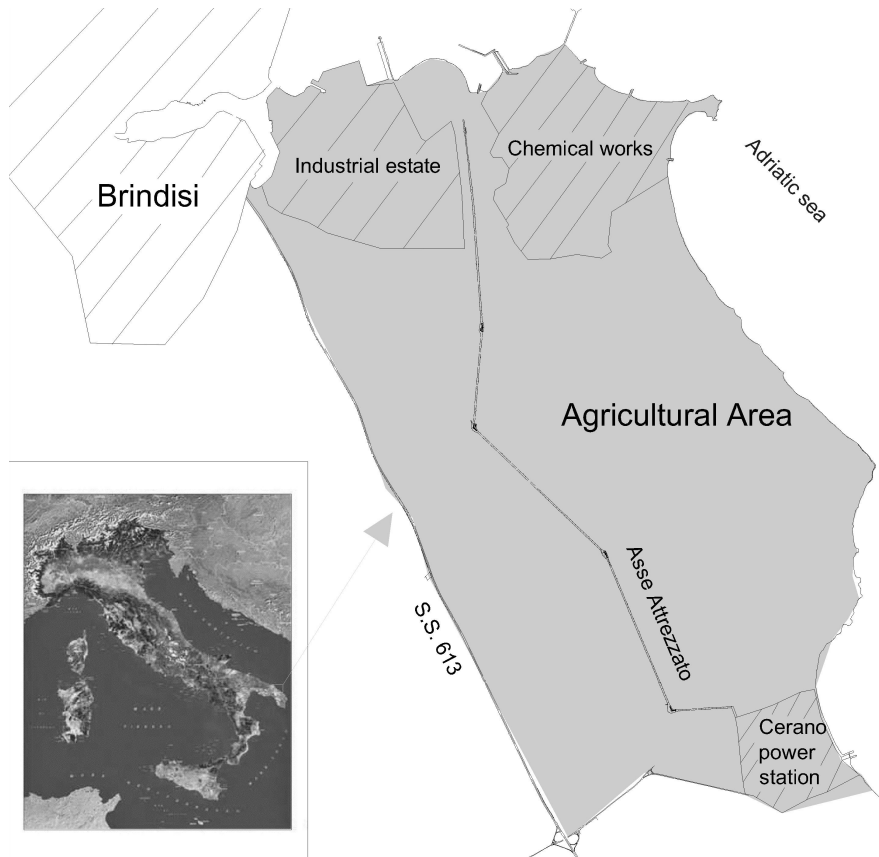 Adriatic sea
Chemical works
Industrial estate
Brindisi
Agricultural Area
Asse Attrezzato
S.S. 613
Cerano
power
station